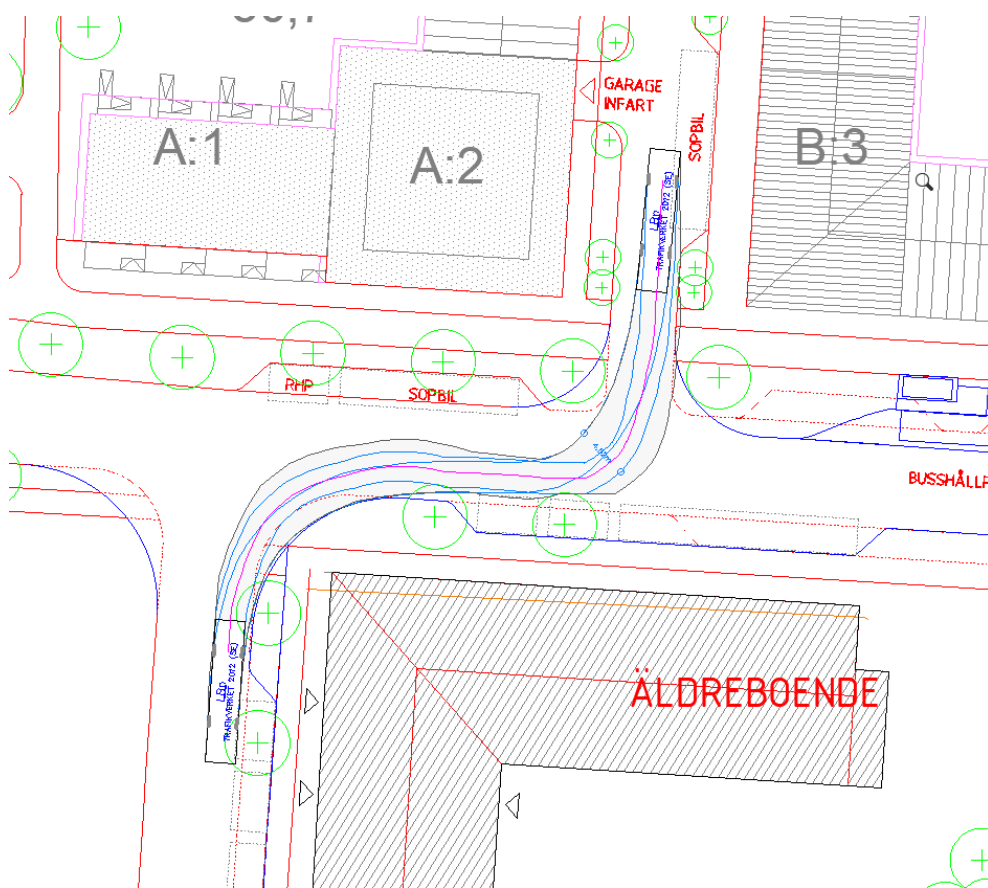 GARAGE
INFART
SOPBIL
A:1
A:2
B:3
LBn
TRAFIKVERKET 2012 (SE)
RHP
SOPBIL
BUSSHÅLLP
LBn
TRAFIKVERKET 2012 (SE)
ÄLDREBOENDE